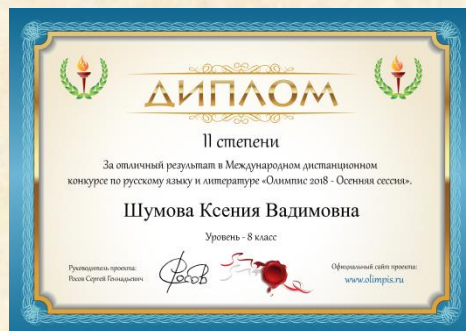 ДИПЛОМ
II степени
За отличный результат в Международном дистанционном
конкурсе по русскому языку и литературе «Олимпис 2018 - Осенняя сессия».
Шумова Ксения Вадимовна
Уровень - 8 класс
Руководитель проекта:
Росов Сергей Геннадьевич
Росов
Официальный сайт проекта:
www.olimpis.ru